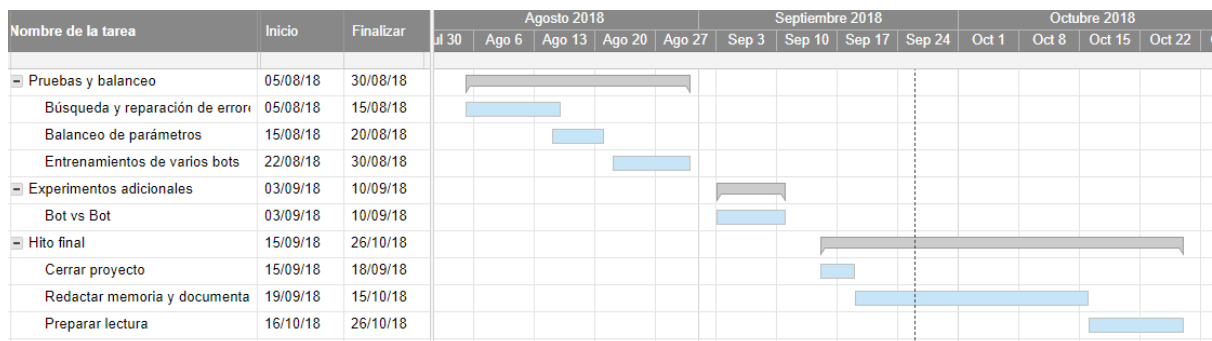 Nombre de la tarea Inicio Finalizar Agosto 2018 Septiembre 2018 Octubre 2018
Jul 30 Ago 6 Ago 13 Ago 20 Ago 27 Sep 3 Sep 10 Sep 17 Sep 24 Oct 1 Oct 8 Oct 15 Oct 22
Pruebas y balanceo 05/08/18 30/08/18
Búsqueda y reparación de errore 05/08/18 15/08/18
Balanceo de parámetros 15/08/18 20/08/18
Entrenamientos de varios bots 22/08/18 30/08/18
Experimentos adicionales 03/09/18 10/09/18
Bot vs Bot 03/09/18 10/09/18
Hito final 15/09/18 26/10/18
Cerrar proyecto 15/09/18 18/09/18
Redactar memoria y documenta 19/09/18 15/10/18
Preparar lectura 16/10/18 26/10/18